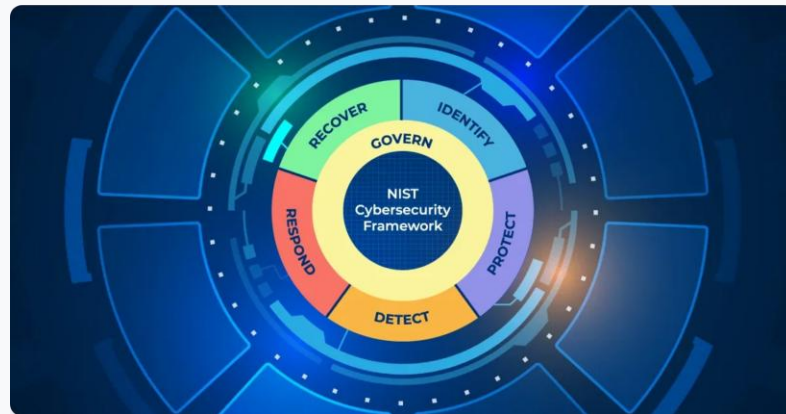 NIST
Cybersecurity
Framework
GOVERN
IDENTIFY
PROTECT
DETECT
RESPOND
RECOVER